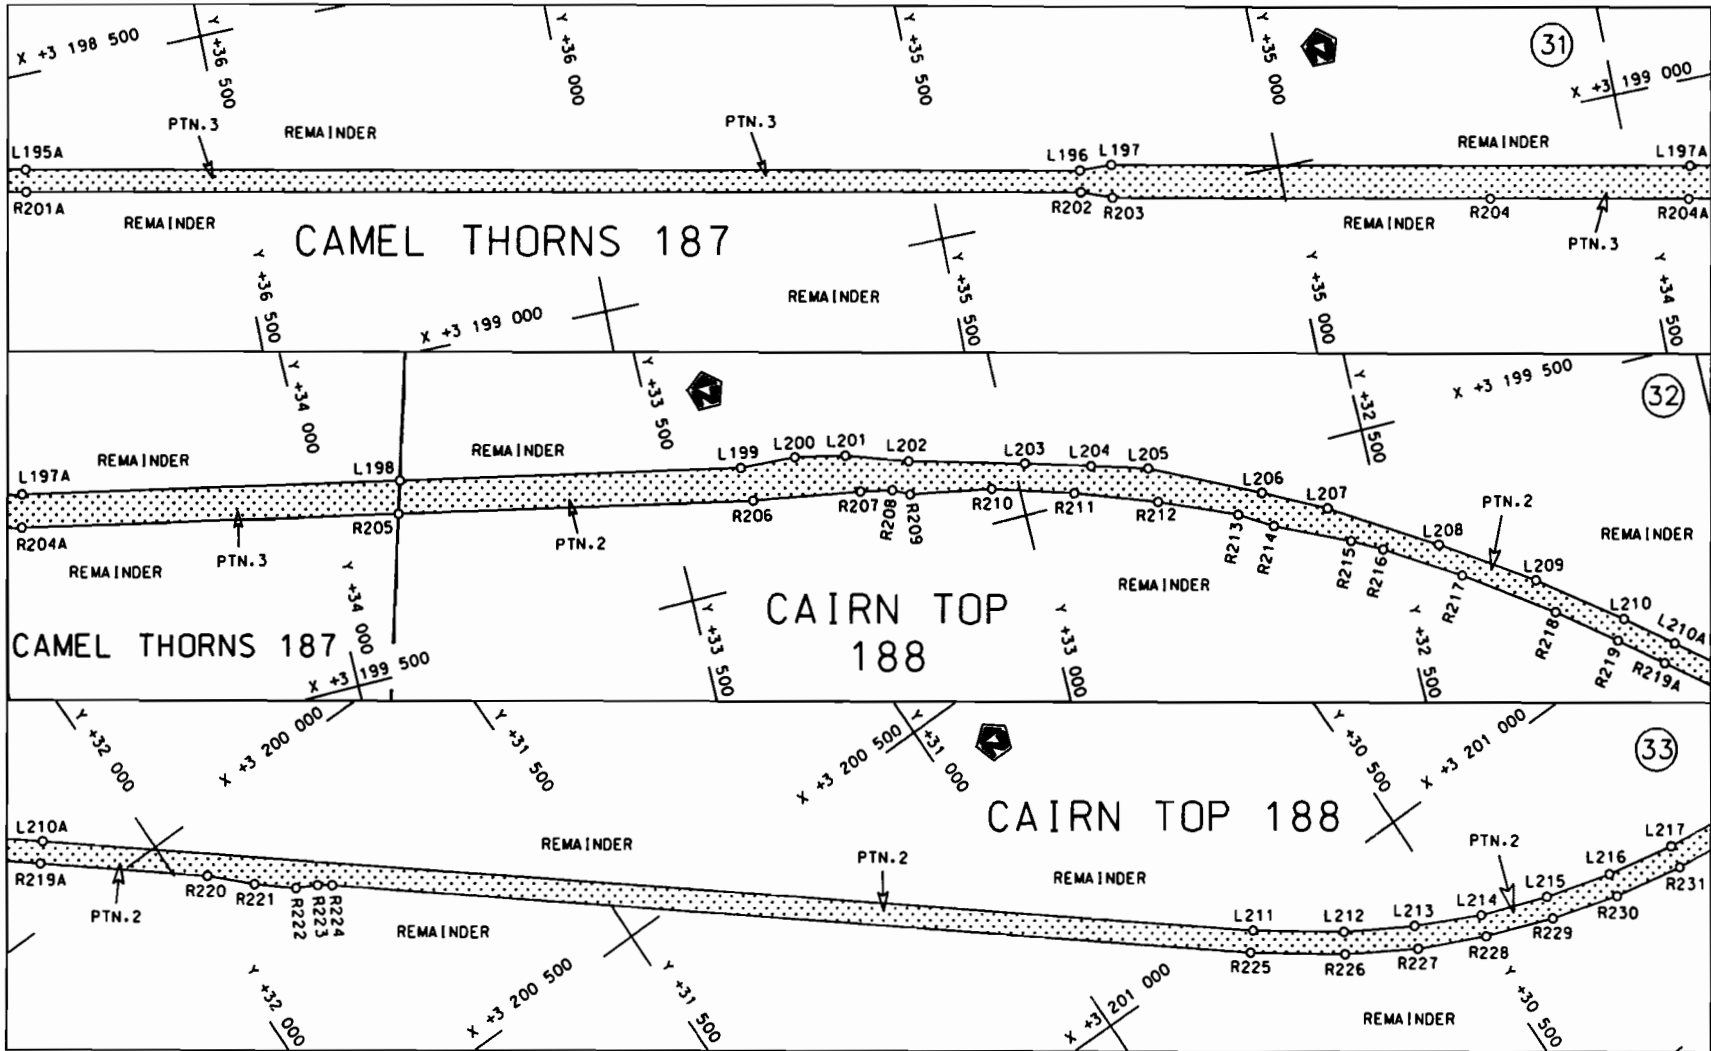 X +3 198 500
Y +36 500
Y +36 000
Y +35 500
Y +35 000
31
X +3 199 000
PTN.3
REMAINDER
PTN.3
REMAINDER
L195A
L196
L197
L197A
R201A
REMAINDER
R202
R203
REMAINDER
R204
R204A
PTN.3
CAMEL THORNS 187
Y +36 500
X +3 199 000
REMAINDER
Y +35 500
Y +35 000
Y +34 500
Y +34 000
Y +33 500
Y +32 500
X +3 199 500
32
REMAINDER
REMAINDER
L197A
L198
L199
L200
L201
L202
L203
L204
L205
L206
L207
L208
L209
L210
L210A
PTN.2
REMAINDER
R204A
R205
R206
R207
R208
R209
R210
R211
R212
R213
R214
R215
R216
R217
R218
R219
R219A
REMAINDER
PTN.3
PTN.2
REMAINDER
CAMEL THORNS 187
Y +34 000
X +3 199 500
Y +33 500
CAIRN TOP
188
Y +33 000
Y +32 500
Y +32 000
X +3 200 000
Y +31 500
X +3 200 500
Y +31 000
Y +30 500
X +3 201 000
33
CAIRN TOP 188
L210A
REMAINDER
PTN.2
REMAINDER
PTN.2
L211
L212
L213
L214
L215
L216
L217
R219A
PTN.2
R220
R221
R222
R223
R224
REMAINDER
R225
R226
R227
R228
R229
R230
R231
Y +32 000
X +3 200 500
Y +31 500
X +3 201 000
REMAINDER
Y +30 500